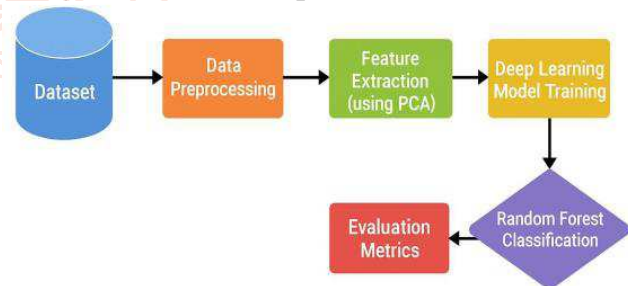 Dataset
Data
Preprocessing
Feature
Extraction
(using PCA)
Deep Learning
Model Training
Random Forest
Classification
Evaluation
Metrics